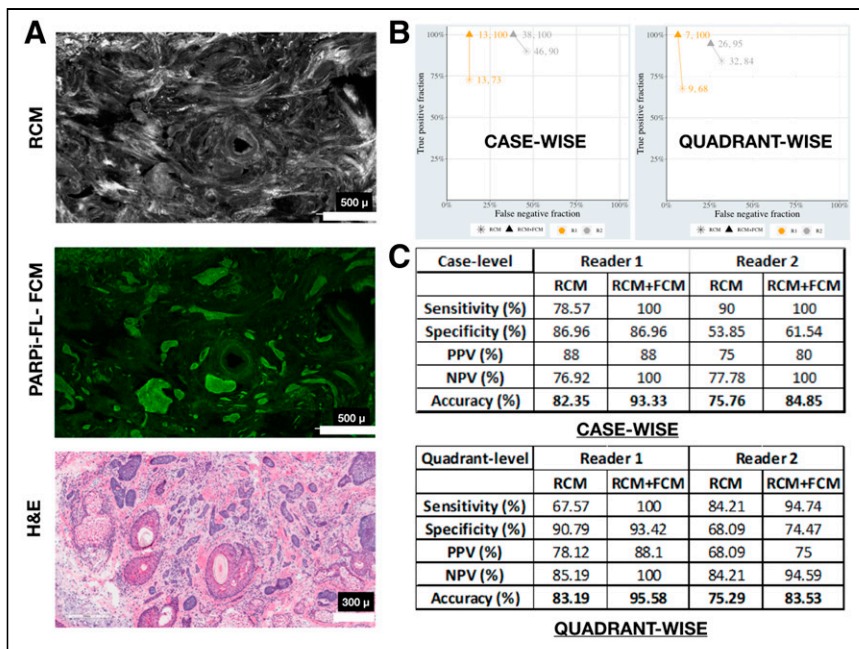 A
RCM
500 µ
PARPi-FL- FCM
500 µ
H&E
300 µ
B
True positive fraction
100%
75%
50%
25%
13, 100
38, 100
46, 90
13, 73
CASE-WISE
0% 25% 50% 75% 100%
False negative fraction
RCM RCM+FCM R1 R2
True positive fraction
100%
75%
50%
25%
7, 100
26, 95
32, 84
9, 68
QUADRANT-WISE
0% 25% 50% 75% 100%
False negative fraction
RCM RCM+FCM R1 R2
C
Case-level Reader 1 Reader 2
RCM RCM+FCM RCM RCM+FCM
Sensitivity (%) 78.57 100 90 100
Specificity (%) 86.96 86.96 53.85 61.54
PPV (%) 88 88 75 80
NPV (%) 76.92 100 77.78 100
Accuracy (%) 82.35 93.33 75.76 84.85
CASE-WISE
Quadrant-level Reader 1 Reader 2
RCM RCM+FCM RCM RCM+FCM
Sensitivity (%) 67.57 100 84.21 94.74
Specificity (%) 90.79 93.42 68.09 74.47
PPV (%) 78.12 88.1 68.09 75
NPV (%) 85.19 100 84.21 94.59
Accuracy (%) 83.19 95.58 75.29 83.53
QUADRANT-WISE